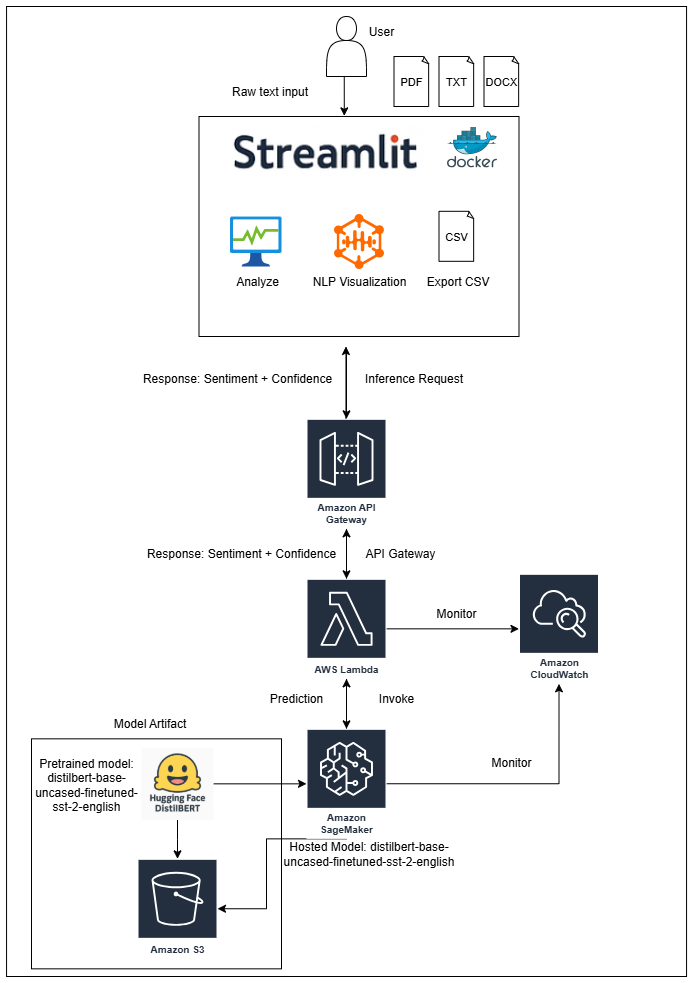 User
PDF
TXT
DOCX
Raw text input
Streamlit
docker
CSV
Analyze
NLP Visualization
Export CSV
Response: Sentiment + Confidence
Inference Request
Amazon API
Gateway
Response: Sentiment + Confidence
API Gateway
AWS Lambda
Monitor
Amazon
CloudWatch
Prediction
Invoke
Model Artifact
Pretrained model:
distilbert-base-
uncased-finetuned-
sst-2-english
Hugging Face
DistilBERT
Monitor
Amazon
SageMaker
Hosted Model: distilbert-base-
uncased-finetuned-sst-2-english
Amazon S3